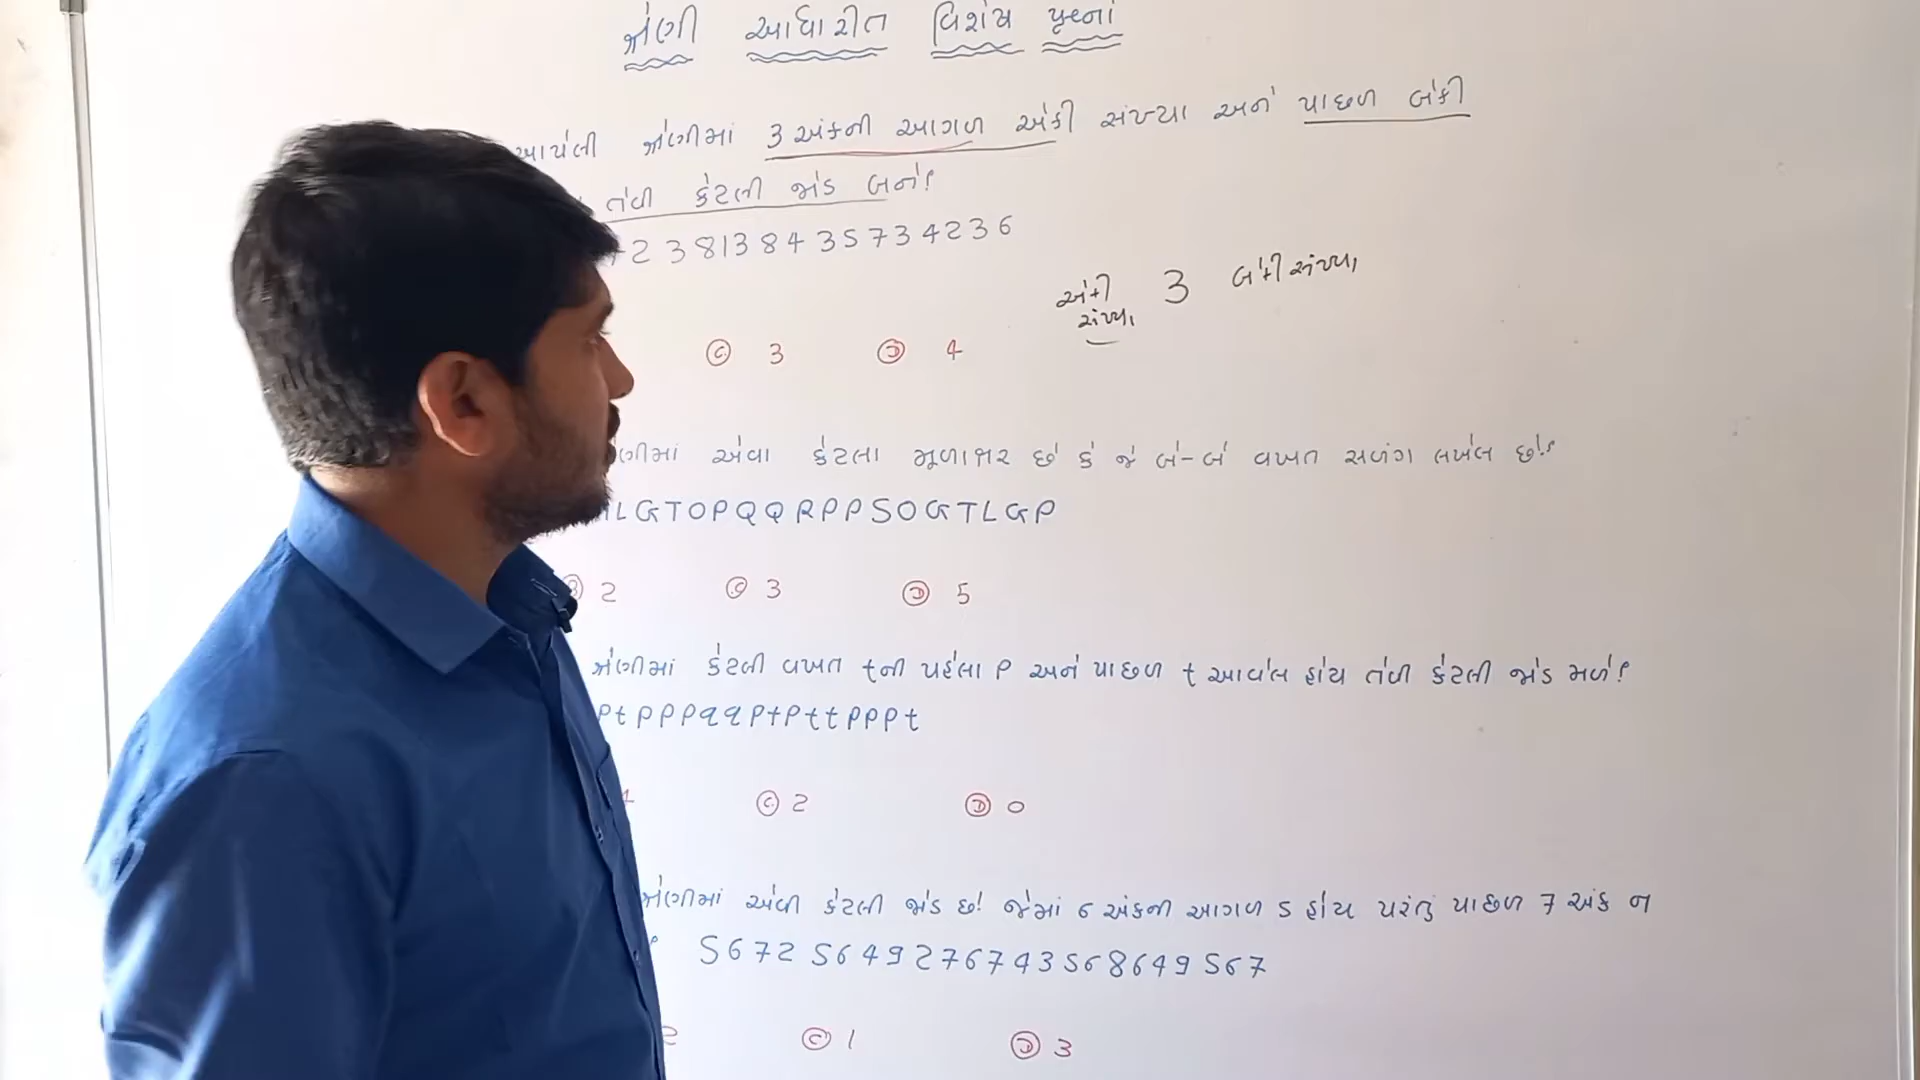 શ્રેણી આધારીત વિશેષ પ્રશ્નો
આપેલી શ્રેણીમાં 3 અંકની આગળ એકી સંખ્યા અને પાછળ બેકી
તેવી કેટલી જોડ બને?
2 3 8 1 3 8 4 3 5 7 3 4 2 3 6
એકી સંખ્યા 3 બેકી સંખ્યા
Ⓒ 3 Ⓓ 4
ણીમાં એવા કેટલા મૂળાક્ષર છે કે જે બે-બે વખત સળંગ લખેલ છે?
L G T O P Q Q R P P S O G T L G P
Ⓑ 2 Ⓒ 3 Ⓓ 5
શ્રેણીમાં કેટલી વખત t ની પહેલા P અને પાછળ t આવેલ હોય તેવી કેટલી જોડ મળે?
P t P P P q q P t P t t P P P t
1 Ⓒ 2 Ⓓ 0
શ્રેણીમાં એવી કેટલી જોડ છે? જેમાં 6 અંકની આગળ 5 હોય પરંતુ પાછળ 7 અંક ન
5 6 7 2 5 6 4 9 2 7 6 7 4 3 5 6 8 6 4 9 5 6 7
2 Ⓒ 1 Ⓓ 3